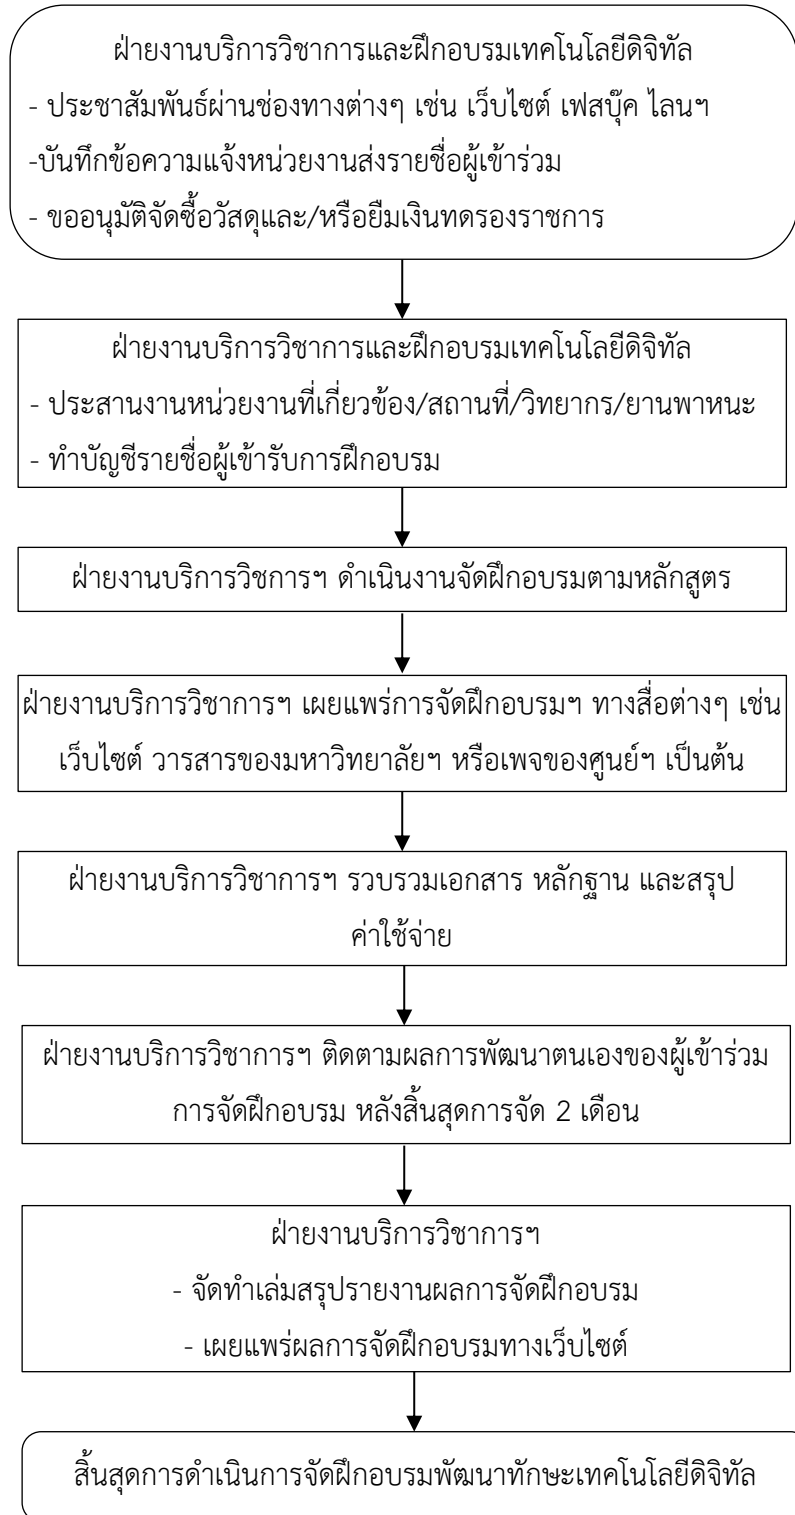 ฝ่ายงานบริการวิชาการและฝึกอบรมเทคโนโลยีดิจิทัล
- ประชาสัมพันธ์ผ่านช่องทางต่างๆ เช่น เว็บไซต์ เฟสบุ๊ค ไลนฯ
-บันทึกข้อความแจ้งหน่วยงานส่งรายชื่อผู้เข้าร่วม
- ขออนุมัติจัดซื้อวัสดุและ/หรือยืมเงินทดรองราชการ
ฝ่ายงานบริการวิชาการและฝึกอบรมเทคโนโลยีดิจิทัล
- ประสานงานหน่วยงานที่เกี่ยวข้อง/สถานที่/วิทยากร/ยานพาหนะ
- ทำบัญชีรายชื่อผู้เข้ารับการฝึกอบรม
ฝ่ายงานบริการวิชการฯ ดำเนินงานจัดฝึกอบรมตามหลักสูตร
ฝ่ายงานบริการวิชาการฯ เผยแพร่การจัดฝึกอบรมฯ ทางสื่อต่างๆ เช่น
เว็บไซต์ วารสารของมหาวิทยาลัยฯ หรือเพจของศูนย์ฯ เป็นต้น
ฝ่ายงานบริการวิชาการฯ รวบรวมเอกสาร หลักฐาน และสรุป
ค่าใช้จ่าย
ฝ่ายงานบริการวิชาการฯ ติดตามผลการพัฒนาตนเองของผู้เข้าร่วม
การจัดฝึกอบรม หลังสิ้นสุดการจัด 2 เดือน
ฝ่ายงานบริการวิชาการฯ
- จัดทำเล่มสรุปรายงานผลการจัดฝึกอบรม
- เผยแพร่ผลการจัดฝึกอบรมทางเว็บไซต์
สิ้นสุดการดำเนินการจัดฝึกอบรมพัฒนาทักษะเทคโนโลยีดิจิทัล